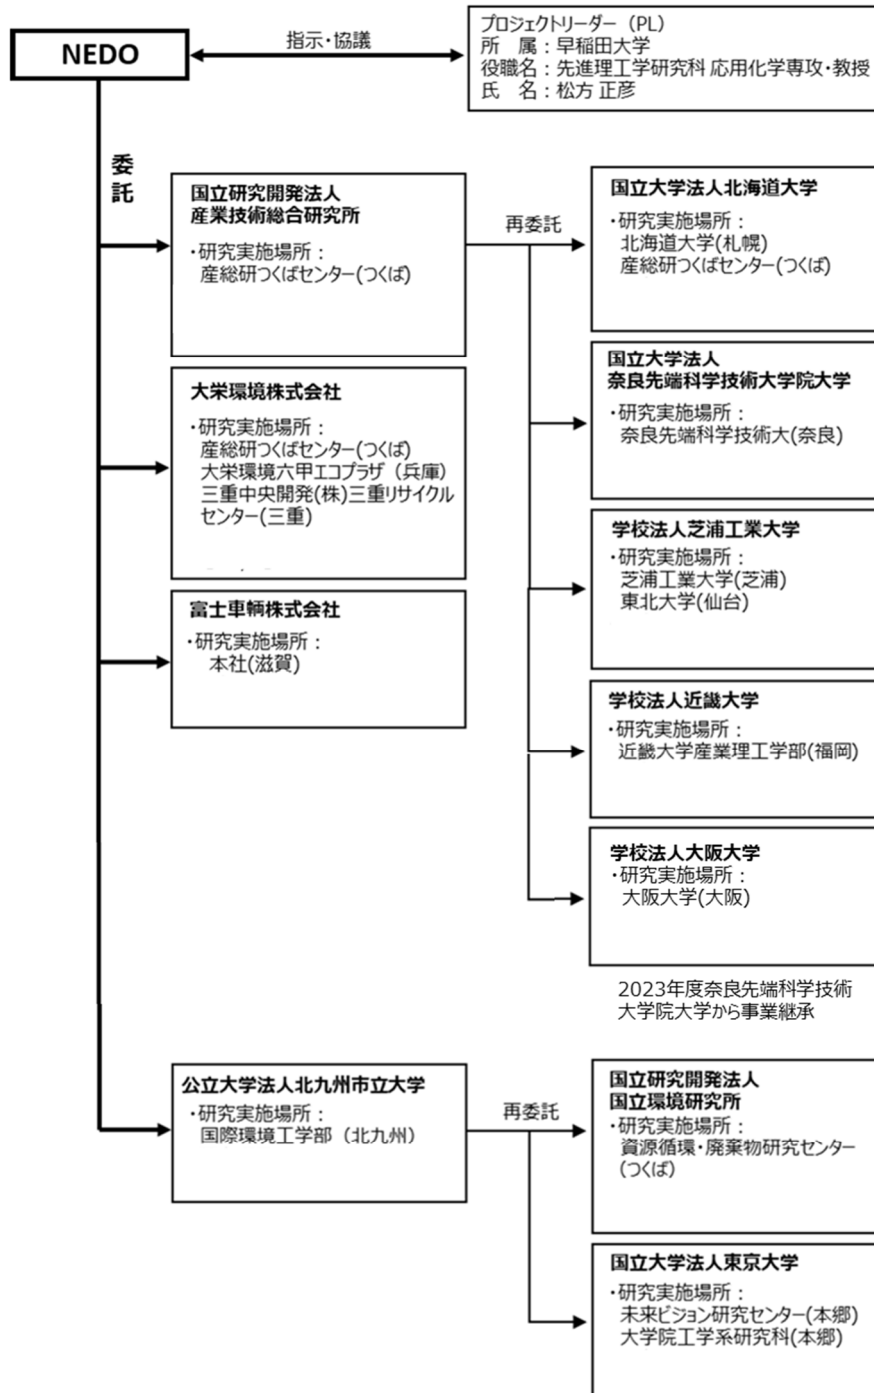 NEDO
指示・協議
プロジェクトリーダー（PL）
所　属：早稲田大学
役職名：先進理工学研究科 応用化学専攻・教授
氏　名：松方 正彦
委託
国立研究開発法人
産業技術総合研究所
・研究実施場所：
産総研つくばセンター(つくば)
再委託
国立大学法人北海道大学
・研究実施場所：
北海道大学(札幌)
産総研つくばセンター(つくば)
国立大学法人
奈良先端科学技術大学院大学
・研究実施場所：
奈良先端科学技術大(奈良)
大栄環境株式会社
・研究実施場所：
産総研つくばセンター(つくば)
大栄環境六甲エコプラザ（兵庫）
三重中央開発(株)三重リサイクル
センター(三重)
学校法人芝浦工業大学
・研究実施場所：
芝浦工業大学(芝浦)
東北大学(仙台)
富士車輌株式会社
・研究実施場所：
本社(滋賀)
学校法人近畿大学
・研究実施場所：
近畿大学産業理工学部(福岡)
学校法人大阪大学
・研究実施場所：
大阪大学(大阪)
2023年度奈良先端科学技術
大学院大学から事業継承
公立大学法人北九州市立大学
・研究実施場所：
国際環境工学部（北九州）
再委託
国立研究開発法人
国立環境研究所
・研究実施場所：
資源循環・廃棄物研究センター
(つくば)
国立大学法人東京大学
・研究実施場所：
未来ビジョン研究センター(本郷)
大学院工学系研究科(本郷)